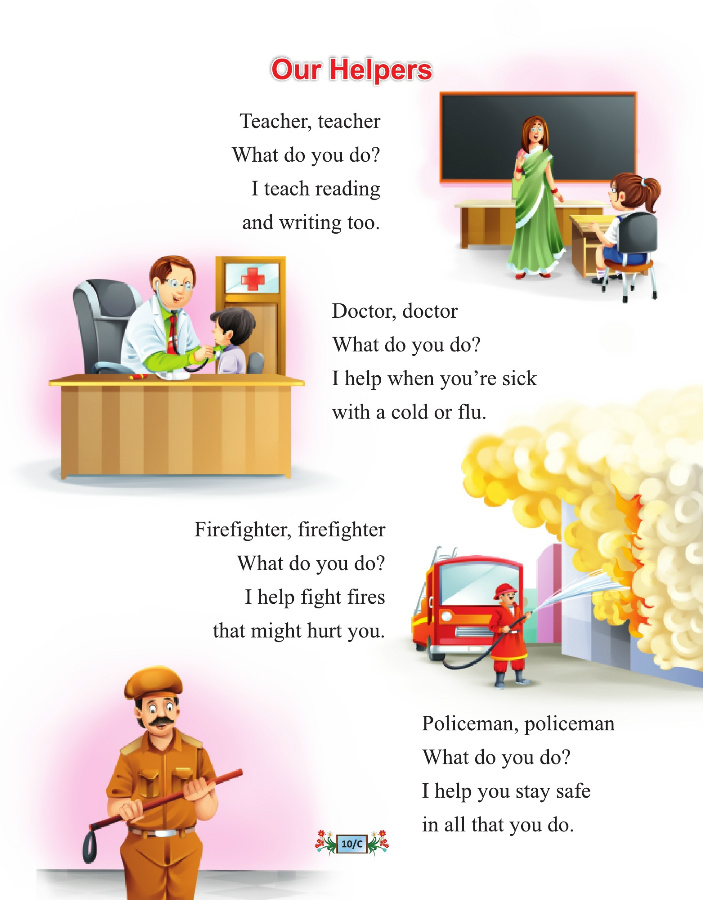 Our Helpers
Teacher, teacher
What do you do?
I teach reading
and writing too.
Doctor, doctor
What do you do?
I help when you’re sick
with a cold or flu.
Firefighter, firefighter
What do you do?
I help fight fires
that might hurt you.
Policeman, policeman
What do you do?
I help you stay safe
in all that you do.
10/C